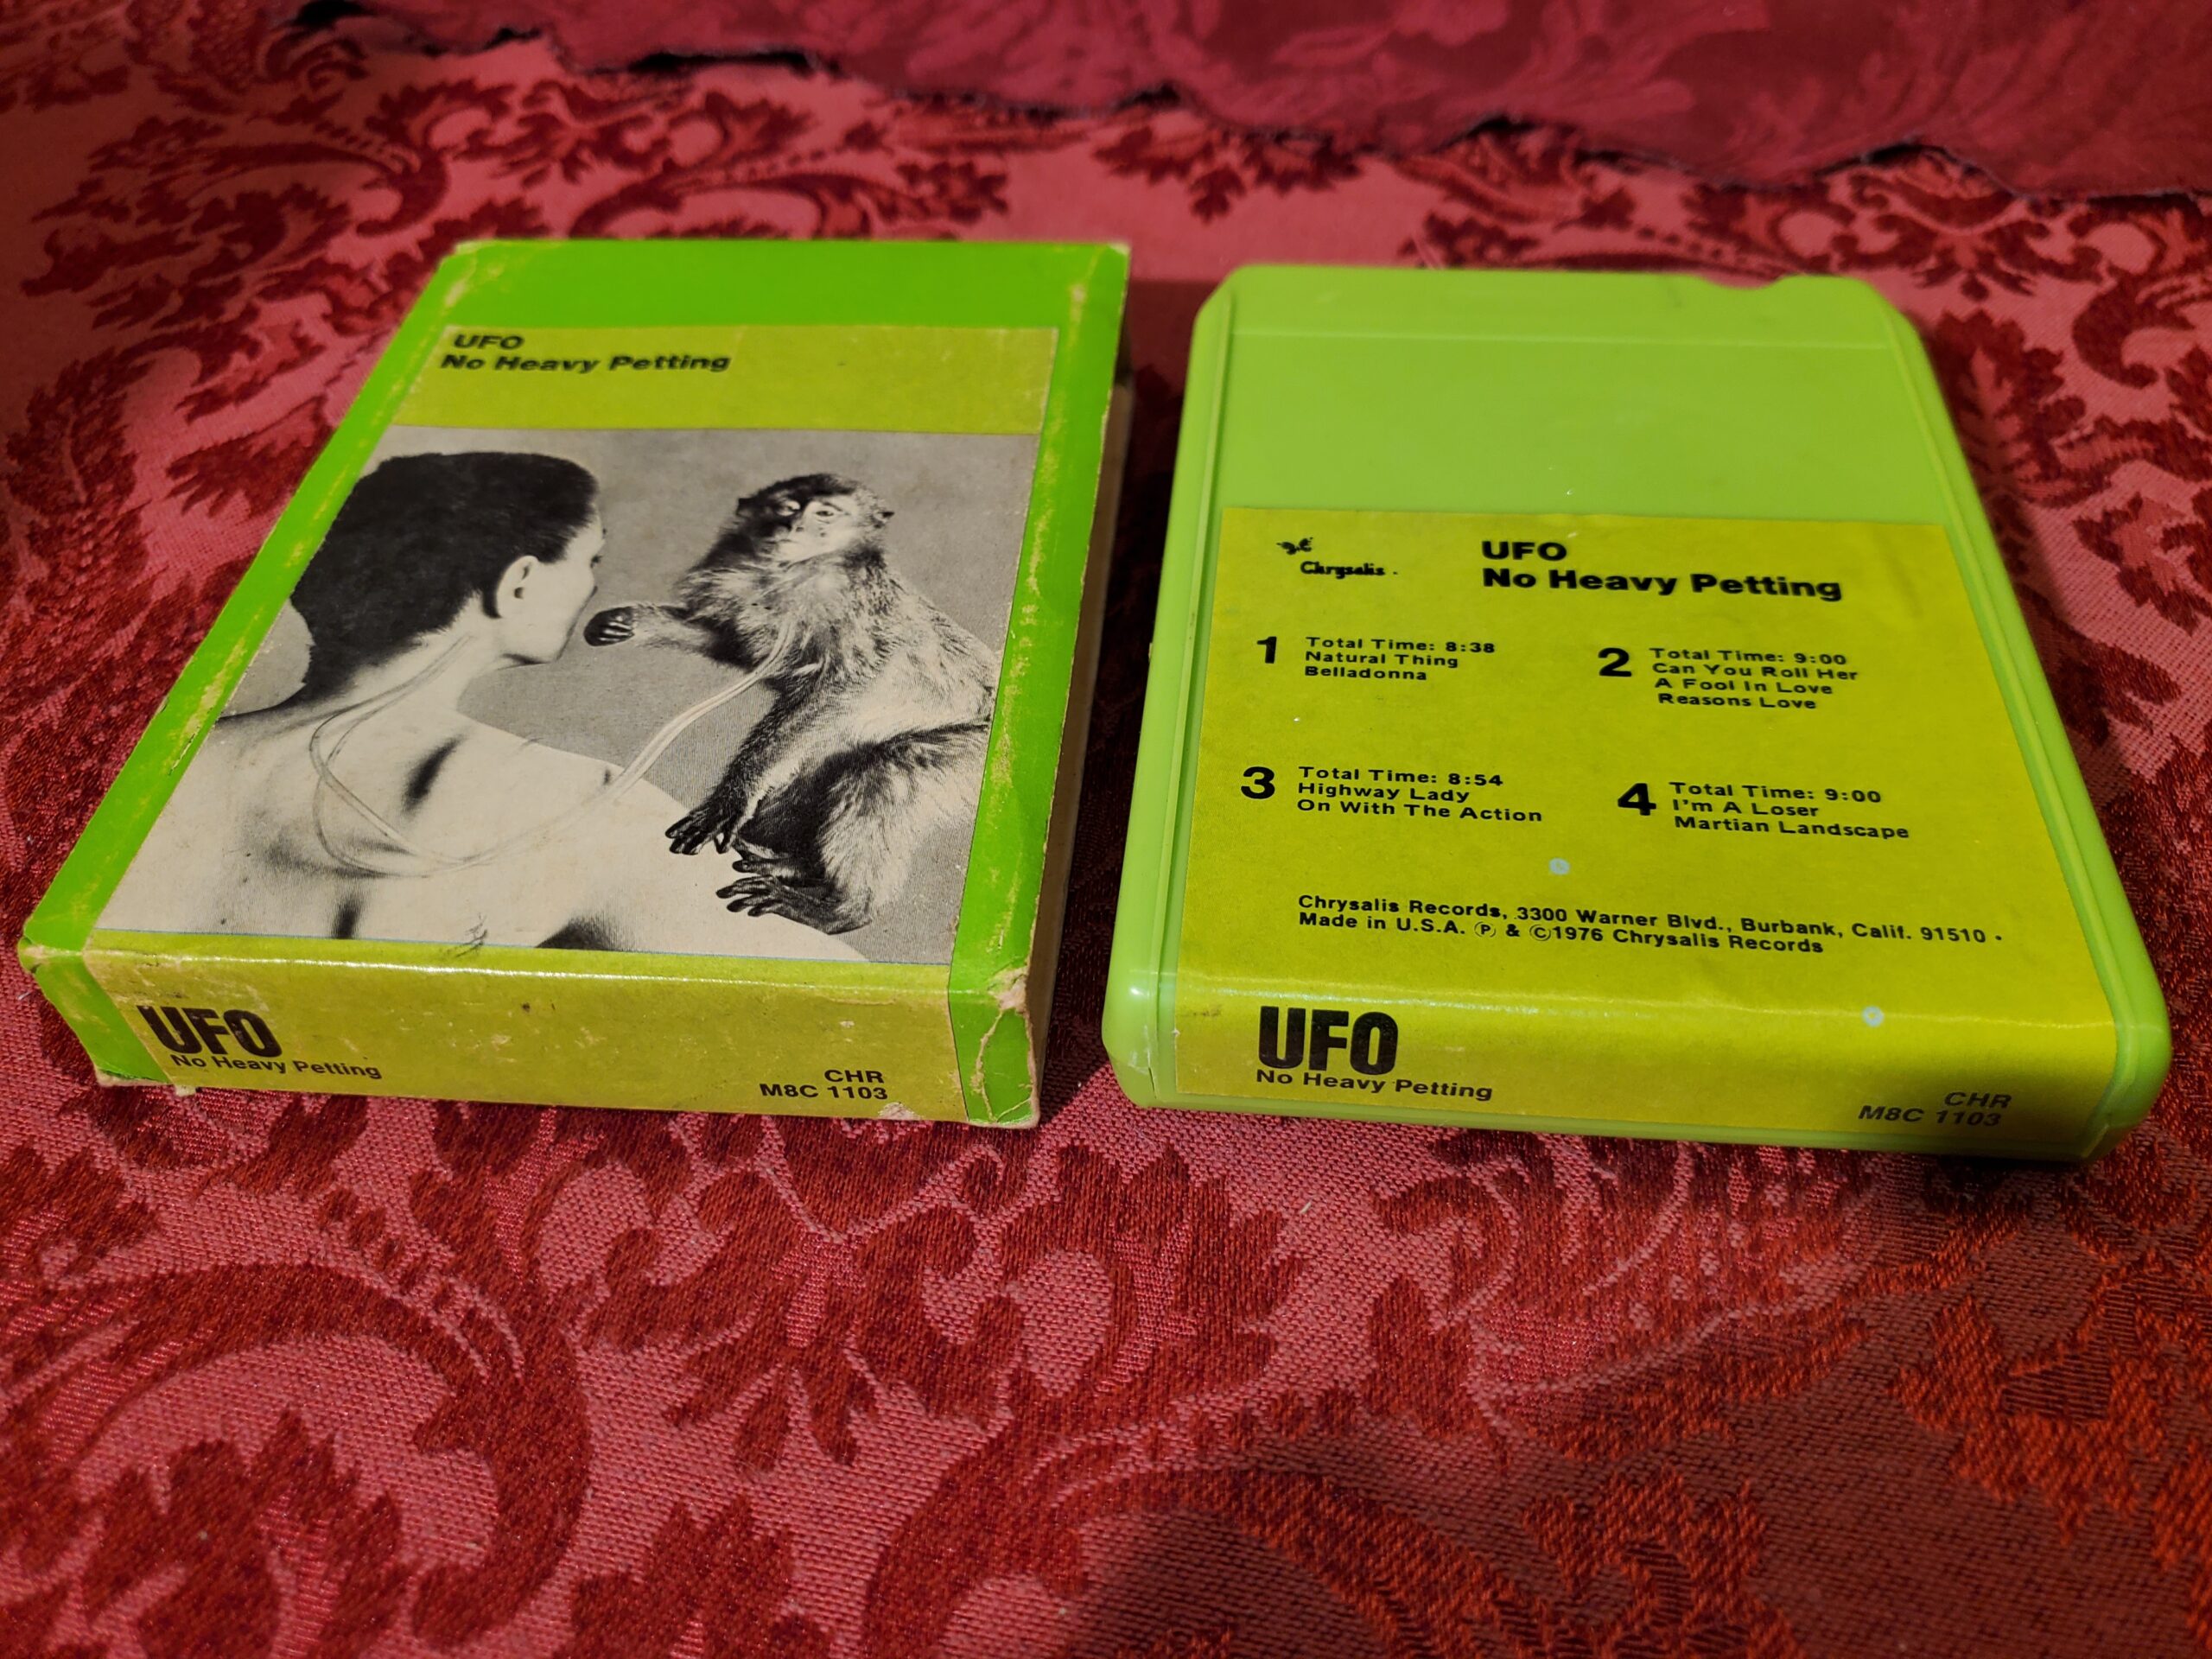 UFO
No Heavy Petting
UFO
No Heavy Petting
CHR
M8C 1103
Chrysalis
UFO
No Heavy Petting
1
Total Time: 8:38
Natural Thing
Belladonna
2
Total Time: 9:00
Can You Roll Her
A Fool In Love
Reasons Love
3
Total Time: 8:54
Highway Lady
On With The Action
4
Total Time: 9:00
I'm A Loser
Martian Landscape
Chrysalis Records, 3300 Warner Blvd., Burbank, Calif. 91510 •
Made in U.S.A. Ⓟ & ©1976 Chrysalis Records
UFO
No Heavy Petting
CHR
M8C 1103